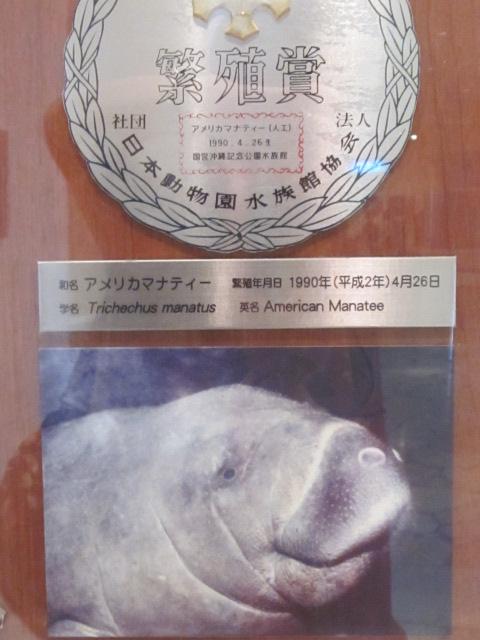 繁殖賞
社団 法人
アメリカマナティー(人工)
1990.4.26生
国営沖縄記念公園水族館
日本動物園水族館協会
和名 アメリカマナティー 繁殖年月日 1990年(平成2年)4月26日
学名 Trichechus manatus 英名 American Manatee